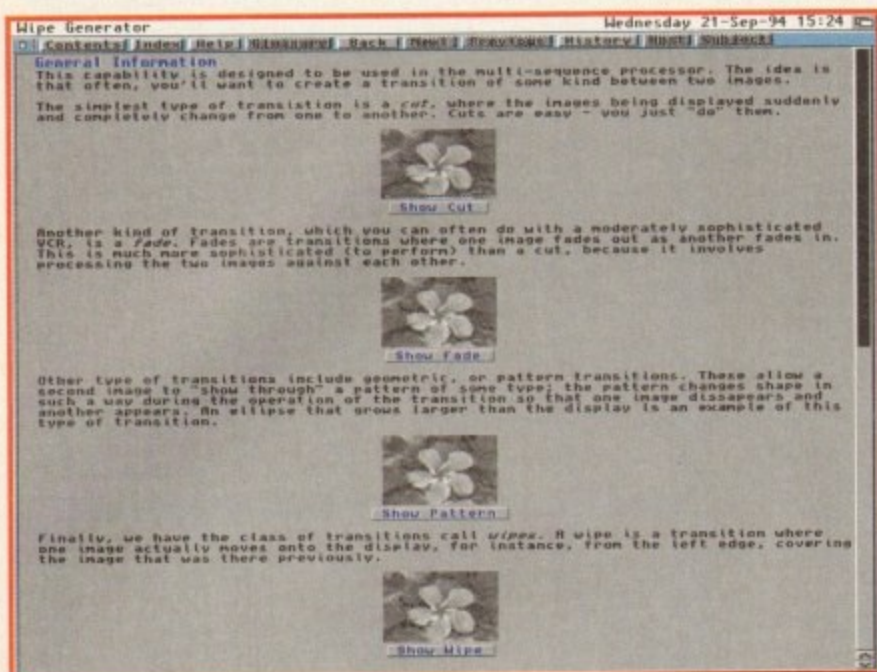 Wipe Generator
Wednesday 21-Sep-94 15:24
Contents Index Help Glossary Back Next Previous History Host Subject
General Information
This capability is designed to be used in the multi-sequence processor. The idea is
that often, you'll want to create a transition of some kind between two images.
The simplest type of transistion is a cut, where the images being displayed suddenly
and completely change from one to another. Cuts are easy - you just "do" them.
Show Cut
Another kind of transition, which you can often do with a moderately sophisticated
VCR, is a fade. Fades are transitions where one image fades out as another fades in.
This is much more sophisticated (to perform) than a cut, because it involves
processing the two images against each other.
Show Fade
Other type of transitions include geometric, or pattern transitions. These allow a
second image to "show through" a pattern of some type; the pattern changes shape in
such a way during the operation of the transition so that one image dissapears and
another appears. An ellipse that grows larger than the display is an example of this
type of transition.
Show Pattern
Finally, we have the class of transitions call wipes. A wipe is a transition where
one image actually moves onto the display, for instance, from the left edge, covering
the image that was there previously.
Show Wipe